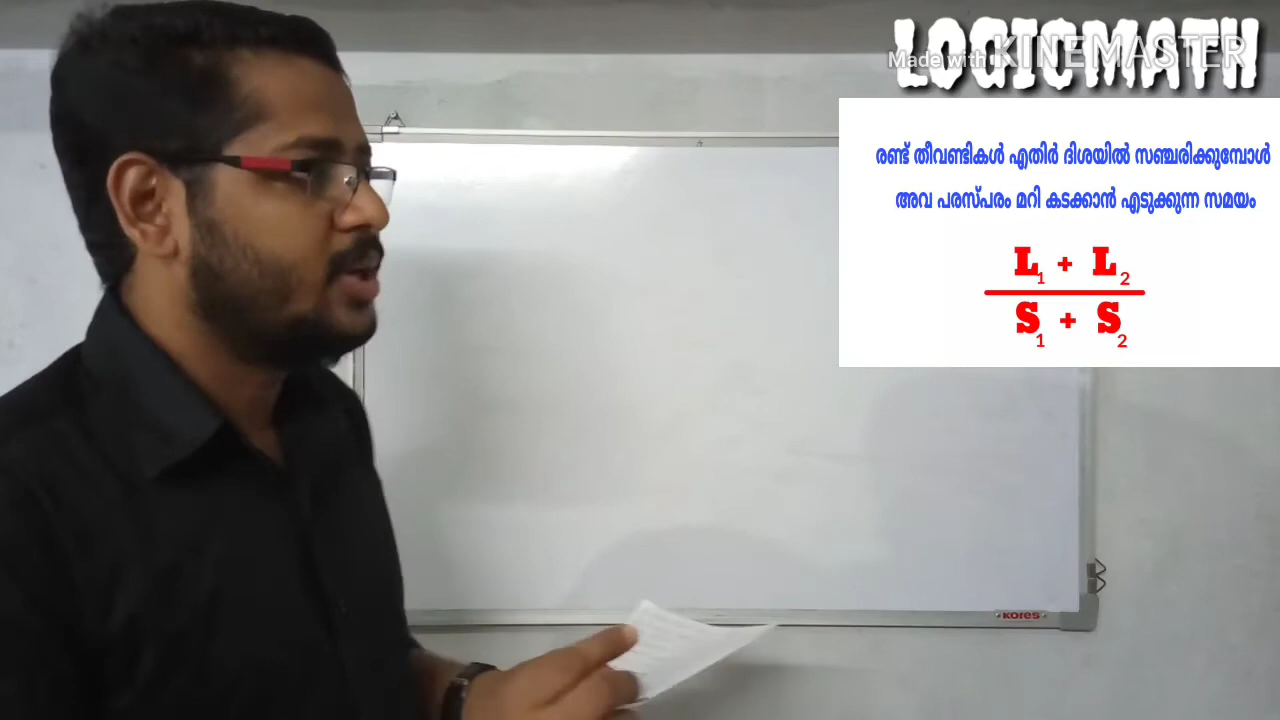 LOGICMATH
Made with KINEMASTER
രണ്ട് തീവണ്ടികൾ എതിർ ദിശയിൽ സഞ്ചരിക്കുമ്പോൾ
അവ പരസ്പരം മറി കടക്കാൻ എടുക്കുന്ന സമയം
L₁ + L₂
S₁ + S₂
KORES